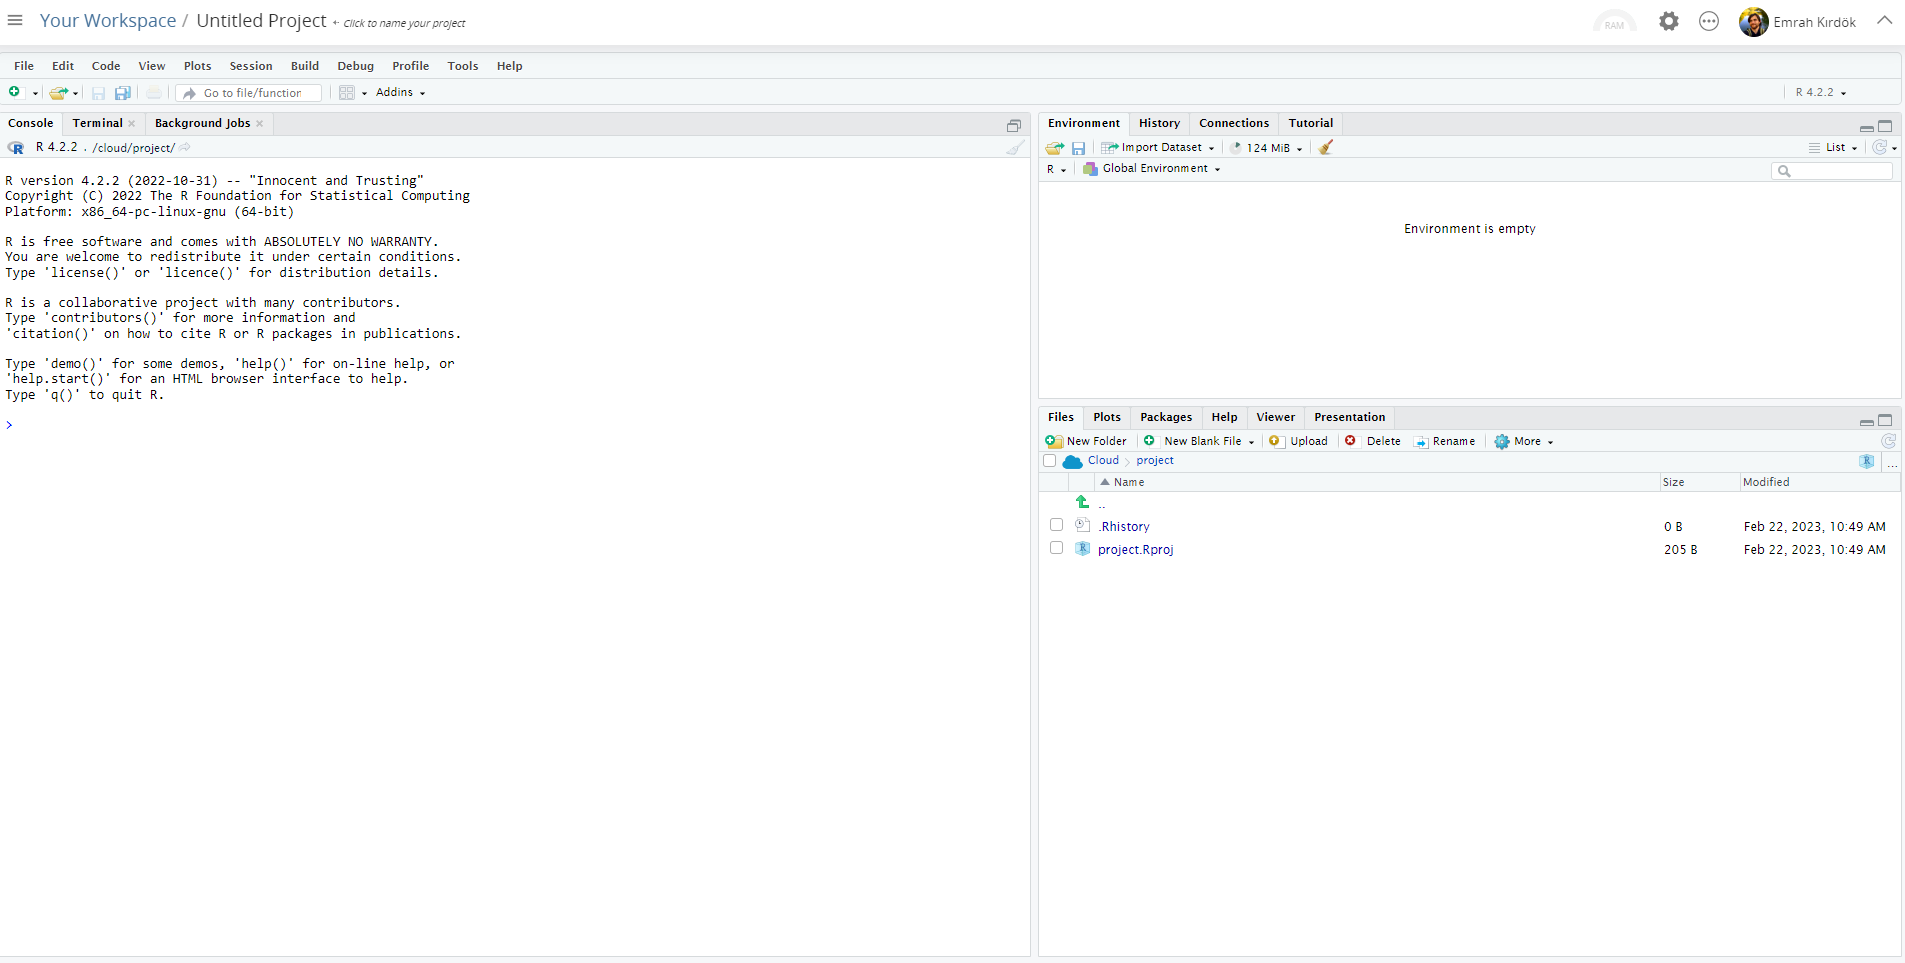 Your Workspace / Untitled Project ← Click to name your project
RAM
Emrah Kırdök
File Edit Code View Plots Session Build Debug Profile Tools Help
Go to file/function
Addins
R 4.2.2
Console Terminal Background Jobs
R 4.2.2 . /cloud/project/
R version 4.2.2 (2022-10-31) -- "Innocent and Trusting"
Copyright (C) 2022 The R Foundation for Statistical Computing
Platform: x86_64-pc-linux-gnu (64-bit)
R is free software and comes with ABSOLUTELY NO WARRANTY.
You are welcome to redistribute it under certain conditions.
Type 'license()' or 'licence()' for distribution details.
R is a collaborative project with many contributors.
Type 'contributors()' for more information and
'citation()' on how to cite R or R packages in publications.
Type 'demo()' for some demos, 'help()' for on-line help, or
'help.start()' for an HTML browser interface to help.
Type 'q()' to quit R.
>
Environment History Connections Tutorial
Import Dataset 124 MiB List
R Global Environment
Environment is empty
Files Plots Packages Help Viewer Presentation
New Folder New Blank File Upload Delete Rename More
Cloud project R ...
Name Size Modified
..
.Rhistory 0 B Feb 22, 2023, 10:49 AM
project.Rproj 205 B Feb 22, 2023, 10:49 AM